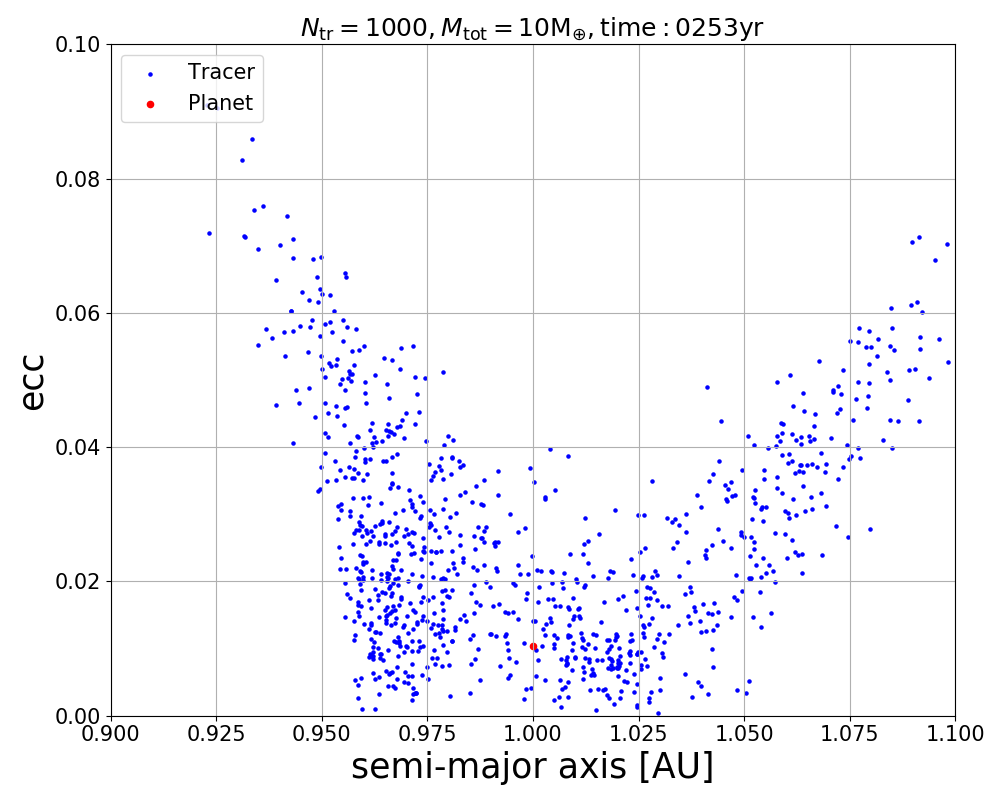 N_tr = 1000, M_tot = 10M_⊕, time : 0253yr
Tracer
Planet
ecc
0.10
0.08
0.06
0.04
0.02
0.00
0.900 0.925 0.950 0.975 1.000 1.025 1.050 1.075 1.100
semi-major axis [AU]